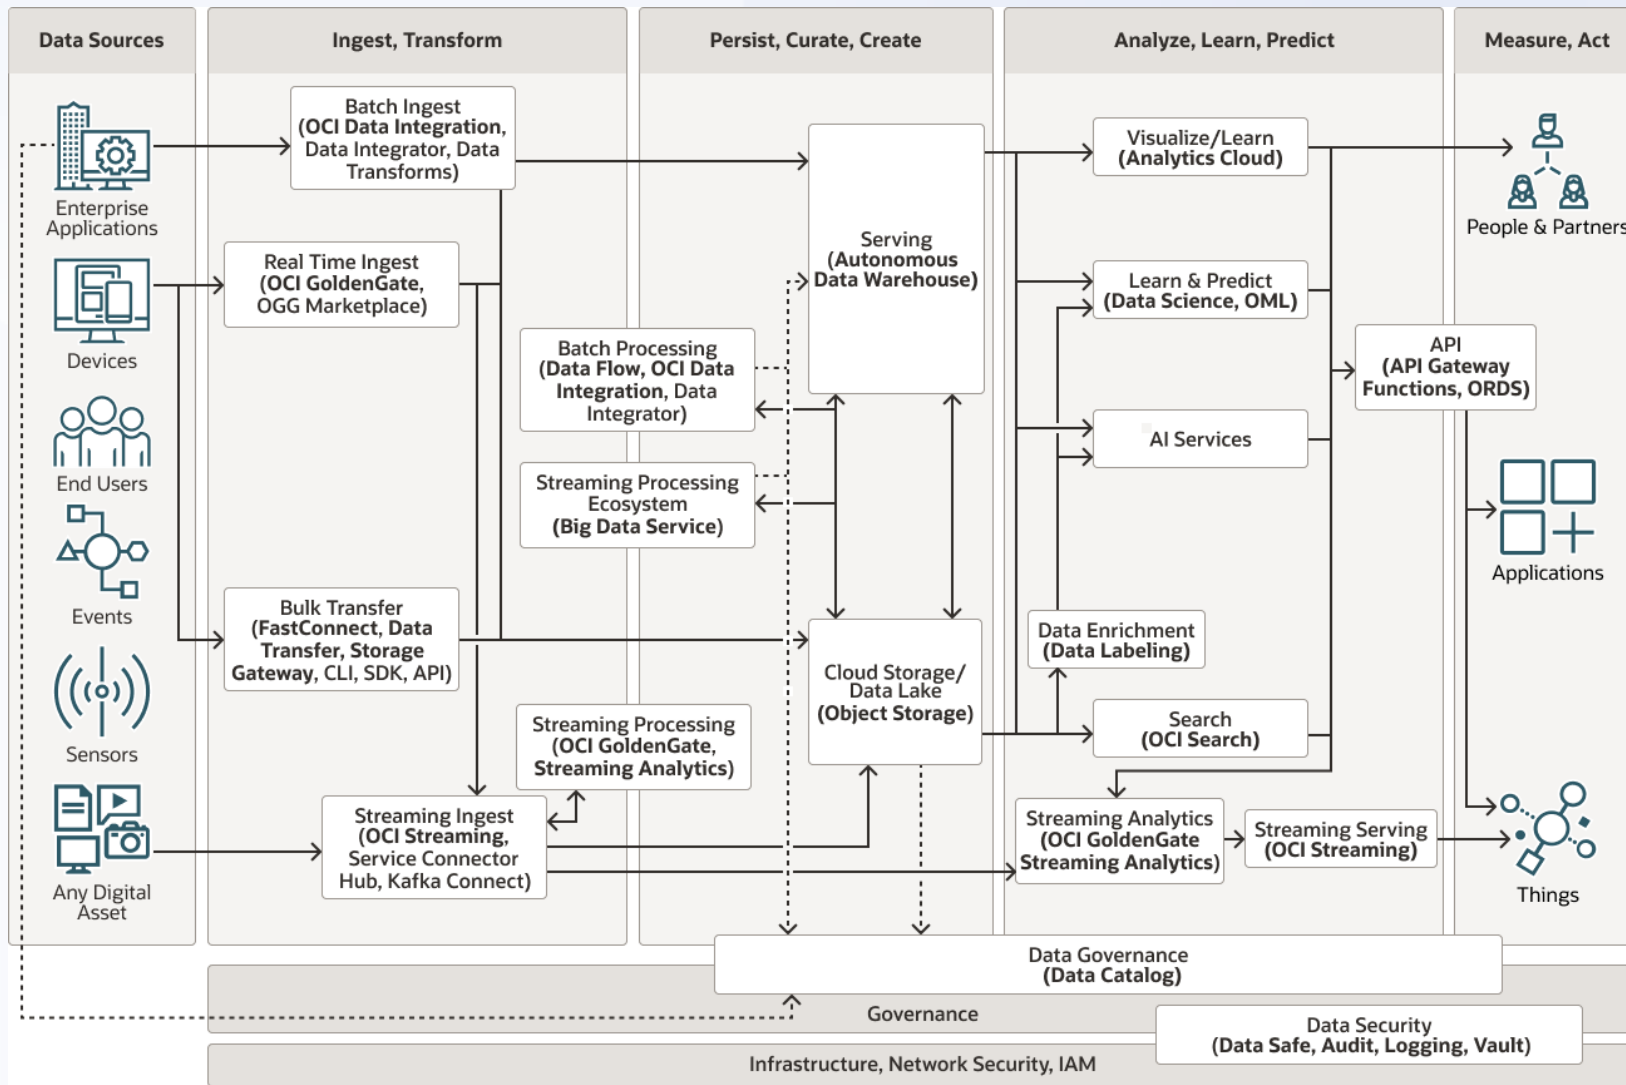 Data Sources
Ingest, Transform
Persist, Curate, Create
Analyze, Learn, Predict
Measure, Act
Enterprise
Applications
Devices
End Users
Events
Sensors
Any Digital
Asset
Batch Ingest
(OCI Data Integration,
Data Integrator, Data
Transforms)
Real Time Ingest
(OCI GoldenGate,
OGG Marketplace)
Bulk Transfer
(FastConnect, Data
Transfer, Storage
Gateway, CLI, SDK, API)
Streaming Ingest
(OCI Streaming,
Service Connector
Hub, Kafka Connect)
Batch Processing
(Data Flow, OCI Data
Integration, Data
Integrator)
Streaming Processing
Ecosystem
(Big Data Service)
Streaming Processing
(OCI GoldenGate,
Streaming Analytics)
Serving
(Autonomous
Data Warehouse)
Cloud Storage/
Data Lake
(Object Storage)
Visualize/Learn
(Analytics Cloud)
Learn & Predict
(Data Science, OML)
AI Services
Data Enrichment
(Data Labeling)
Search
(OCI Search)
Streaming Analytics
(OCI GoldenGate
Streaming Analytics)
Streaming Serving
(OCI Streaming)
API
(API Gateway
Functions, ORDS)
People & Partners
Applications
Things
Data Governance
(Data Catalog)
Governance
Data Security
(Data Safe, Audit, Logging, Vault)
Infrastructure, Network Security, IAM